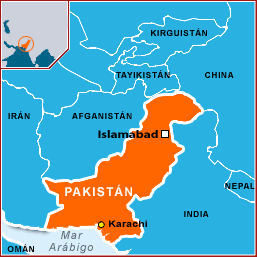 KIRGUISTÁN
TAYIKISTÁN
CHINA
IRÁN
AFGANISTÁN
Islamabad
PAKISTÁN
NEPAL
Karachi
INDIA
Mar
Arábigo
OMÁN